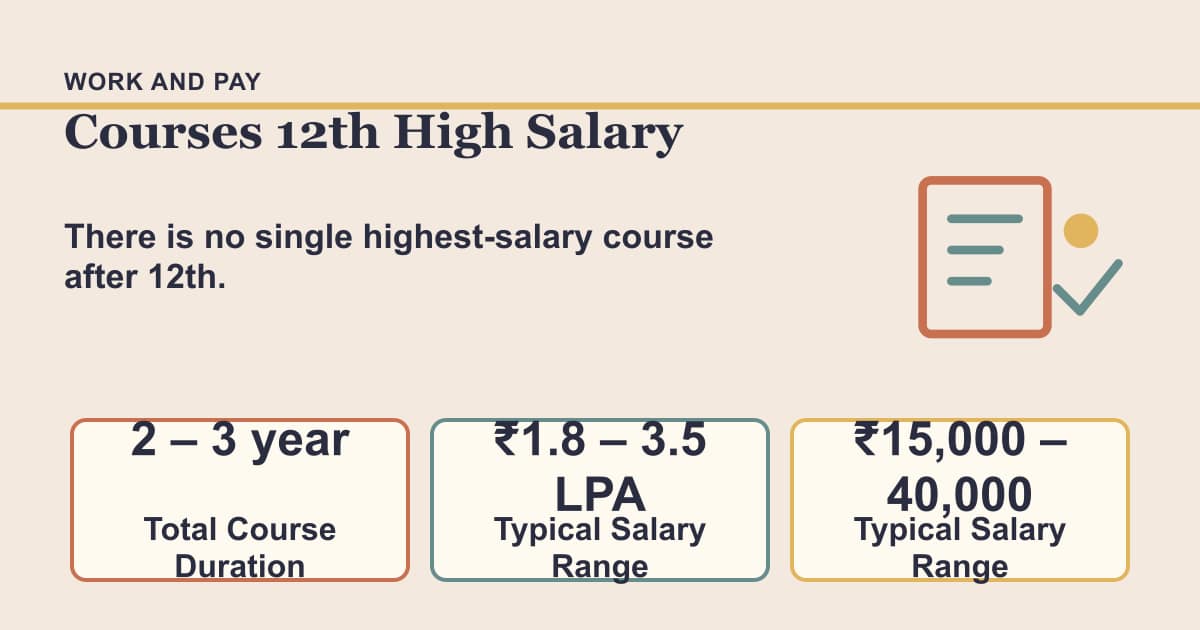 WORK AND PAY
Courses 12th High Salary
There is no single highest-salary course
after 12th.
2 – 3 year
Total Course
Duration
₹1.8 – 3.5
LPA
Typical Salary
Range
₹15,000 –
40,000
Typical Salary
Range